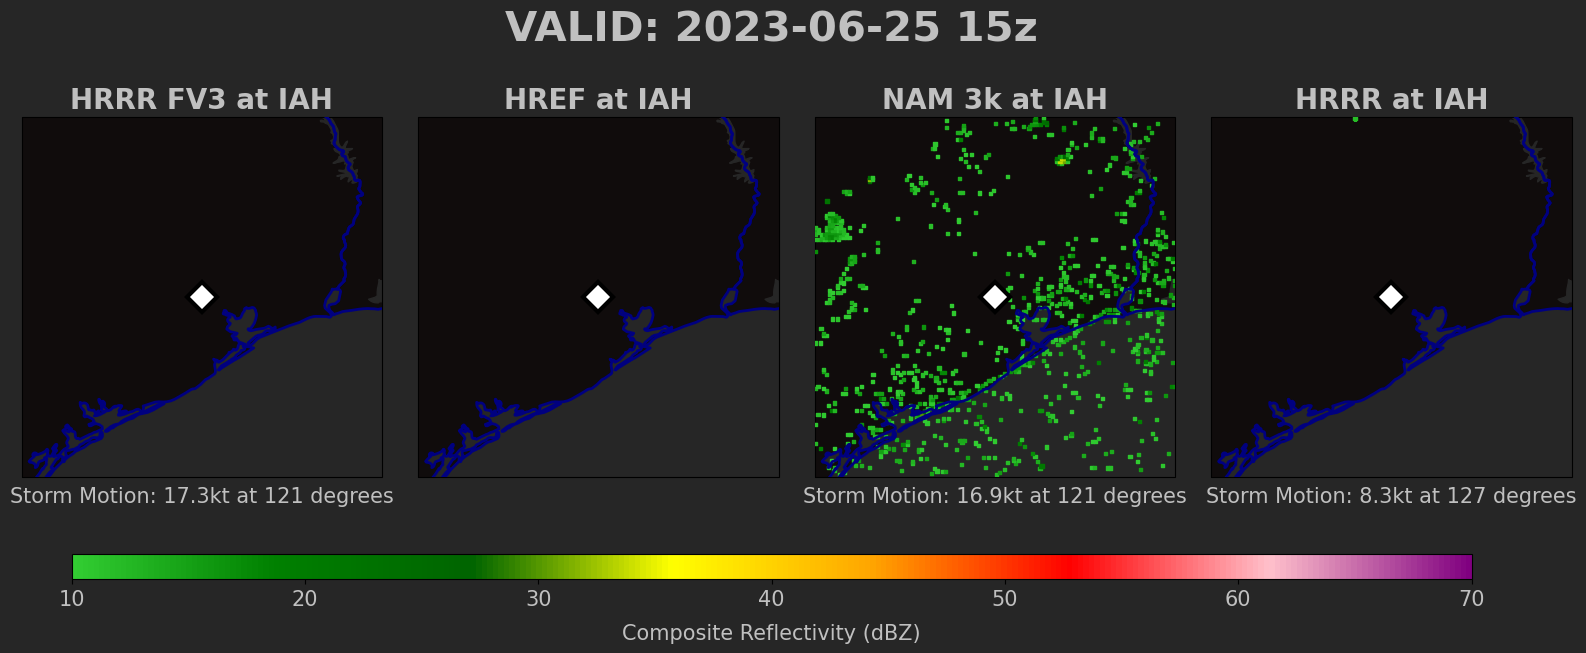 VALID: 2023-06-25 15z
HRRR FV3 at IAH
HREF at IAH
NAM 3k at IAH
HRRR at IAH
Storm Motion: 17.3kt at 121 degrees
Storm Motion: 16.9kt at 121 degrees
Storm Motion: 8.3kt at 127 degrees
10 20 30 40 50 60 70
Composite Reflectivity (dBZ)